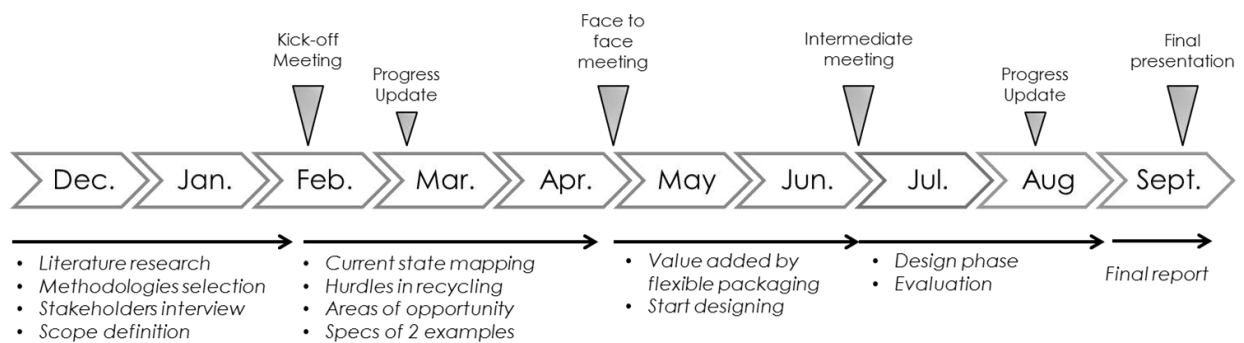 Kick-off
Meeting
Progress
Update
Face to
face
meeting
Intermediate
meeting
Progress
Update
Final
presentation
Dec.
Jan.
Feb.
Mar.
Apr.
May
Jun.
Jul.
Aug
Sept.
• Literature research
• Methodologies selection
• Stakeholders interview
• Scope definition
• Current state mapping
• Hurdles in recycling
• Areas of opportunity
• Specs of 2 examples
• Value added by
flexible packaging
• Start designing
• Design phase
• Evaluation
Final report